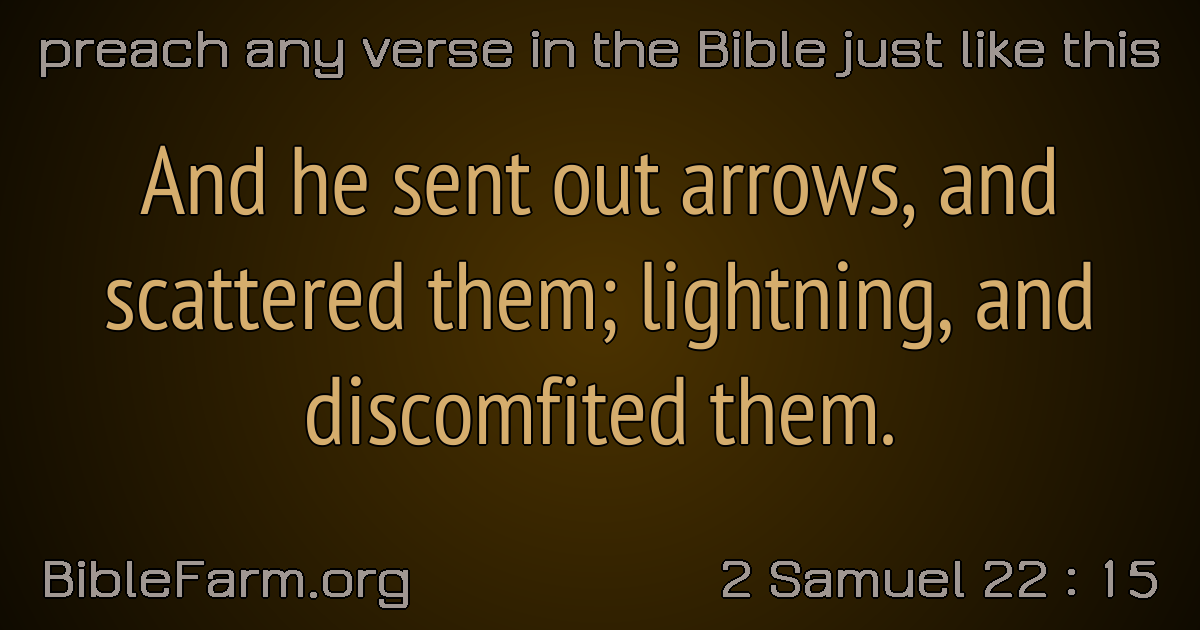 preach any verse in the Bible just like this
And he sent out arrows, and
scattered them; lightning, and
discomfited them.
BibleFarm.org
2 Samuel 22 : 15